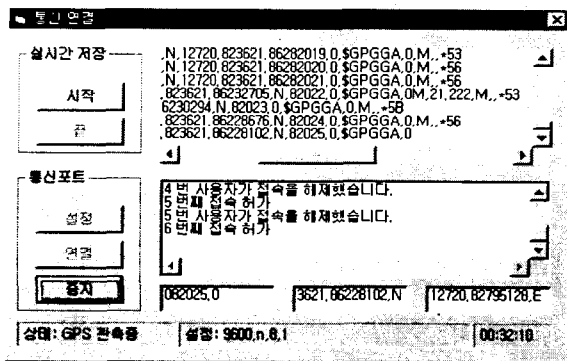 통신 연결
실시간 저장
시작
끝
,N,12720,823621,86282019,0,$GPGGA,0,M,,*53
,N,12720,823621,86282020,0,$GPGGA,0,M,,*56
,N,12720,823621,86282021,0,$GPGGA,0,M,,*56
,823621,86232705,N,82022,0,$GPGGA,0M,21,222,M,,*53
6230294,N,82023,0,$GPGGA,0,M,,*5B
,823621,86228676,N,82024,0,$GPGGA,0,M,,*56
,823621,86228102,N,82025,0,$GPGGA,0
통신포트
설정
연결
중지
4 번 사용자가 접속을 해제했습니다.
5 번째 접속 허가
5 번 사용자가 접속을 해제했습니다.
6 번째 접속 허가
082025,0
3621,86228102,N
12720,82795128,E
상태: GPS 관측중
설정: 9600,n,8,1
00:32:10